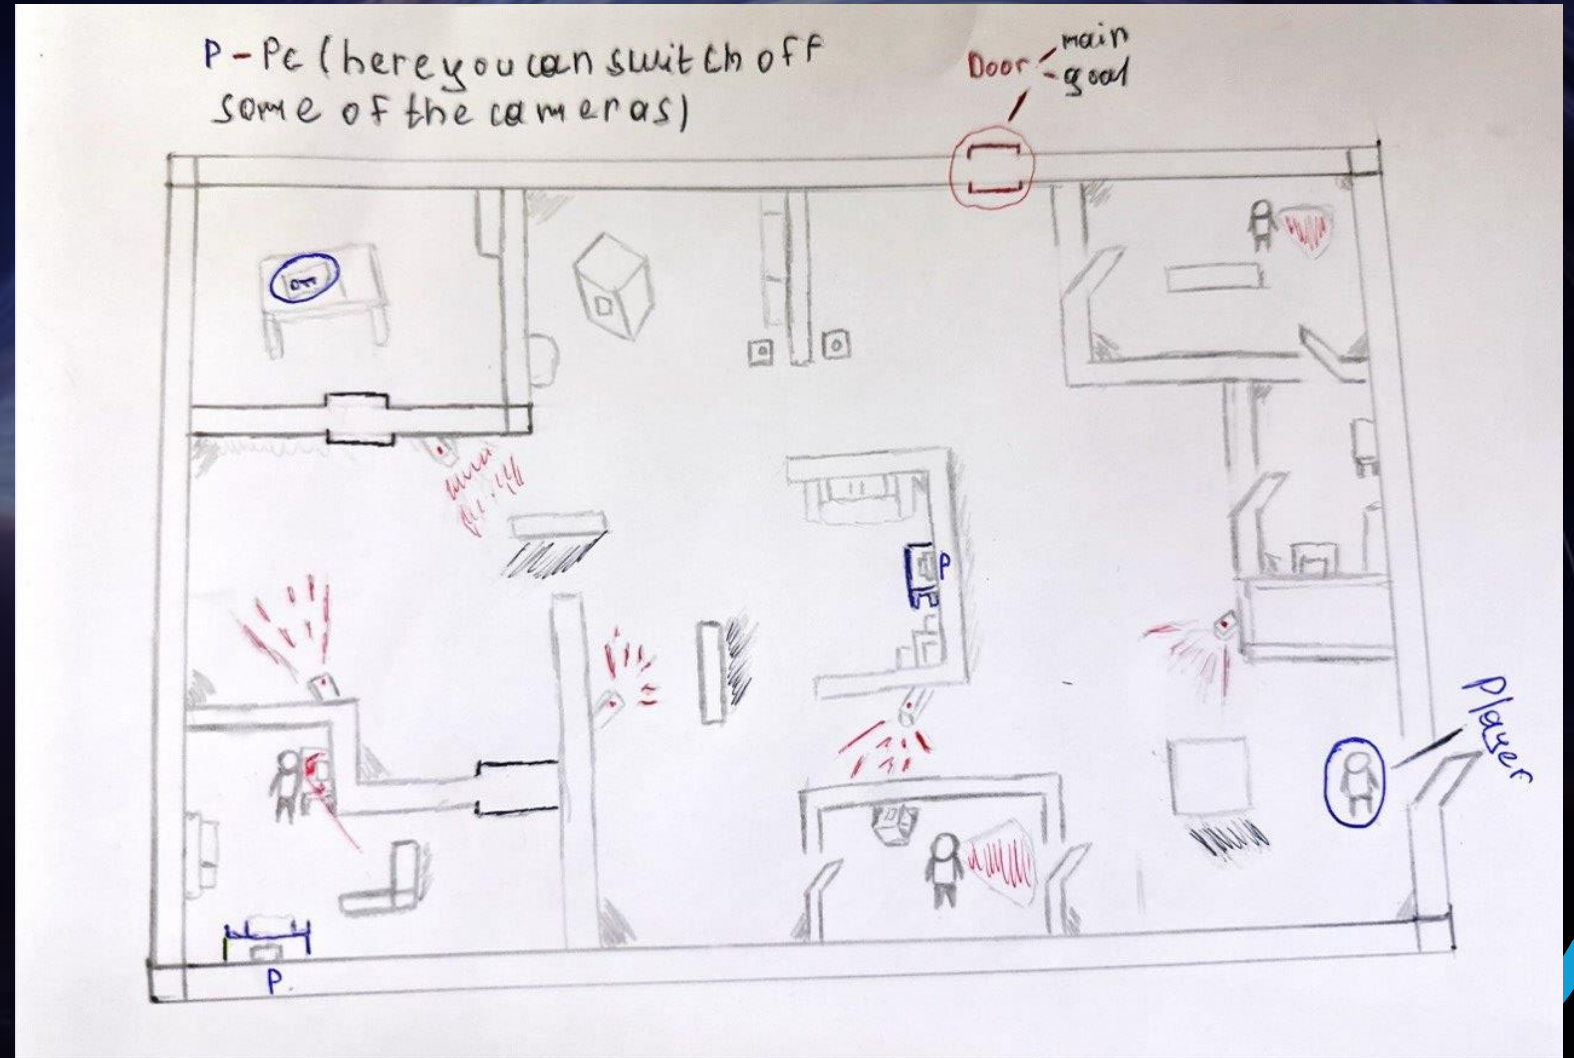 P-Pc (here you can switch off
some of the cameras)
Door - main
- goal
P
Player
P.